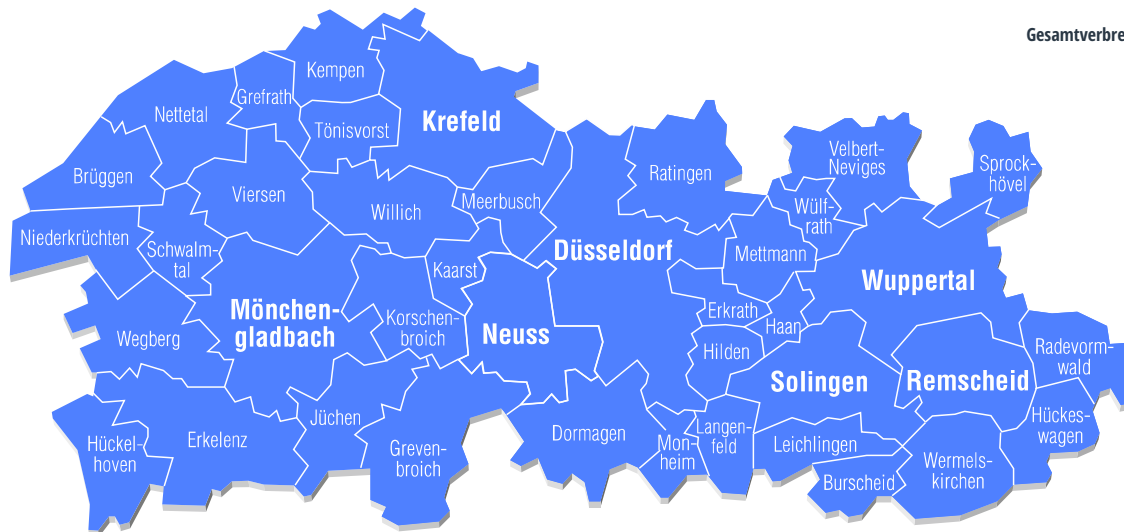 Gesamtverbre
Kempen
Grefrath
Nettetal
Krefeld
Tönisvorst
Velbert-
Neviges
Sprock-
hövel
Brüggen
Viersen
Ratingen
Meerbusch
Willich
Wülf-
rath
Niederkrüchten
Schwalm-
tal
Düsseldorf
Mettmann
Kaarst
Wuppertal
Mönchen-
gladbach
Korschen-
broich
Neuss
Erkrath
Haan
Wegberg
Hilden
Radevorm-
wald
Solingen
Remscheid
Jüchen
Hückes-
wagen
Hückel-
hoven
Erkelenz
Greven-
broich
Dormagen
Mon-
heim
Langen-
feld
Leichlingen
Burscheid
Wermels-
kirchen